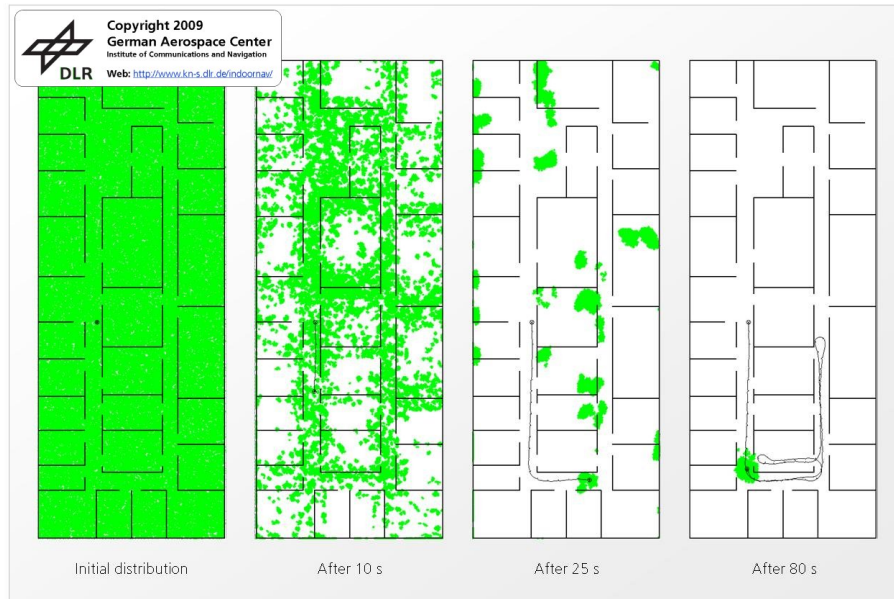 Copyright 2009
German Aerospace Center
Institute of Communications and Navigation
DLR
Web: http://www.kn-s.dlr.de/indoornav/
Initial distribution
After 10 s
After 25 s
After 80 s